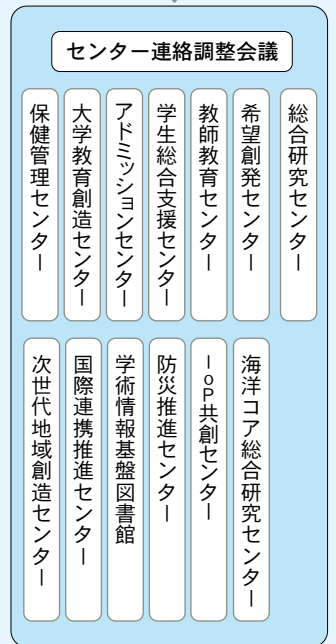 センター連絡調整会議
総合研究センター
希望創発センター
教師教育センター
学生総合支援センター
アドミッションセンター
大学教育創造センター
保健管理センター
海洋コア総合研究センター
IoP共創センター
防災推進センター
学術情報基盤図書館
国際連携推進センター
次世代地域創造センター